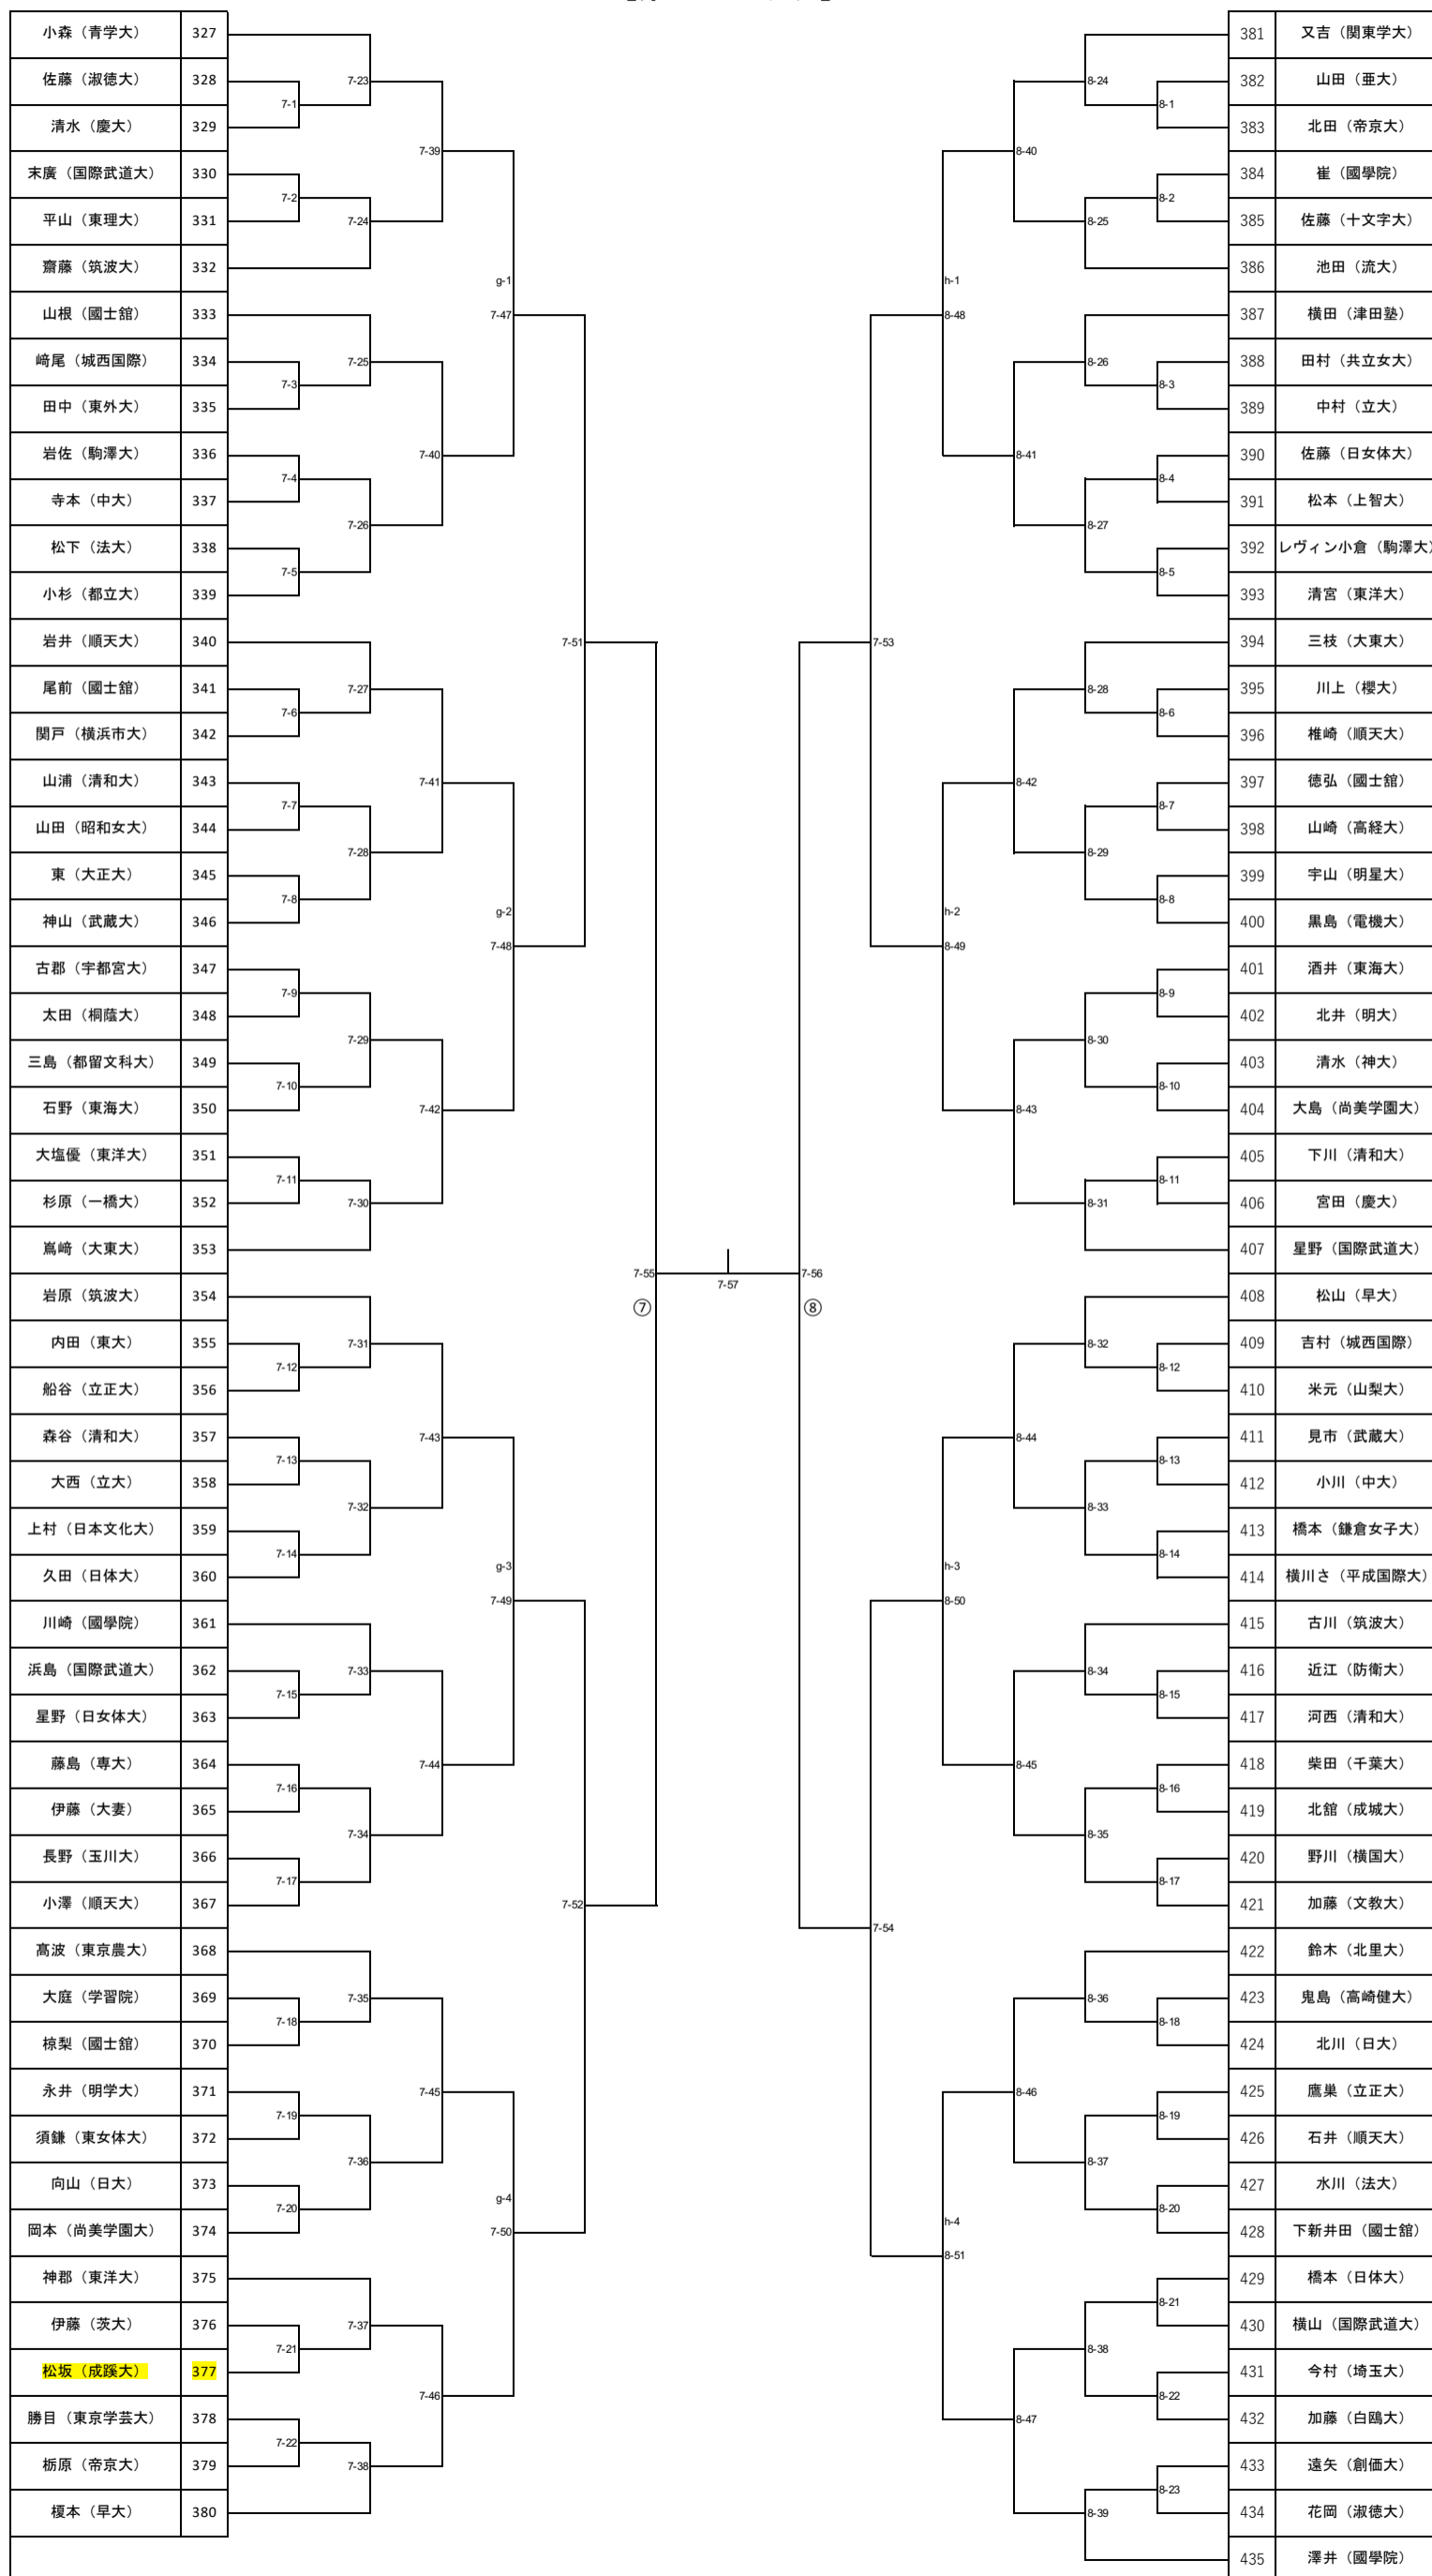 小森（青学大） 327
佐藤（淑徳大） 328
清水（慶大） 329
末廣（国際武道大） 330
平山（東理大） 331
齋藤（筑波大） 332
山根（國士舘） 333
﨑尾（城西国際） 334
田中（東外大） 335
岩佐（駒澤大） 336
寺本（中大） 337
松下（法大） 338
小杉（都立大） 339
岩井（順天大） 340
尾前（國士舘） 341
関戸（横浜市大） 342
山浦（清和大） 343
山田（昭和女大） 344
東（大正大） 345
神山（武蔵大） 346
古郡（宇都宮大） 347
太田（桐蔭大） 348
三島（都留文科大） 349
石野（東海大） 350
大塩優（東洋大） 351
杉原（一橋大） 352
嶌﨑（大東大） 353
岩原（筑波大） 354
内田（東大） 355
船谷（立正大） 356
森谷（清和大） 357
大西（立大） 358
上村（日本文化大） 359
久田（日体大） 360
川崎（國學院） 361
浜島（国際武道大） 362
星野（日女体大） 363
藤島（専大） 364
伊藤（大妻） 365
長野（玉川大） 366
小澤（順天大） 367
髙波（東京農大） 368
大庭（学習院） 369
椋梨（國士舘） 370
永井（明学大） 371
須鎌（東女体大） 372
向山（日大） 373
岡本（尚美学園大） 374
神郡（東洋大） 375
伊藤（茨大） 376
松坂（成蹊大） 377
勝目（東京学芸大） 378
栃原（帝京大） 379
榎本（早大） 380
7-1
7-2
7-3
7-4
7-5
7-6
7-7
7-8
7-9
7-10
7-11
7-12
7-13
7-14
7-15
7-16
7-17
7-18
7-19
7-20
7-21
7-22
7-23
7-24
7-25
7-26
7-27
7-28
7-29
7-30
7-31
7-32
7-33
7-34
7-35
7-36
7-37
7-38
7-39
7-40
7-41
7-42
7-43
7-44
7-45
7-46
g-1
7-47
g-2
7-48
g-3
7-49
g-4
7-50
7-51
7-52
7-55
⑦
7-57
7-56
⑧
7-53
7-54
h-1
8-48
h-2
8-49
h-3
8-50
h-4
8-51
8-40
8-41
8-42
8-43
8-44
8-45
8-46
8-47
8-24
8-25
8-26
8-27
8-28
8-29
8-30
8-31
8-32
8-33
8-34
8-35
8-36
8-37
8-38
8-39
8-1
8-2
8-3
8-4
8-5
8-6
8-7
8-8
8-9
8-10
8-11
8-12
8-13
8-14
8-15
8-16
8-17
8-18
8-19
8-20
8-21
8-22
8-23
381 又吉（関東学大）
382 山田（亜大）
383 北田（帝京大）
384 崔（國學院）
385 佐藤（十文字大）
386 池田（流大）
387 横田（津田塾）
388 田村（共立女大）
389 中村（立大）
390 佐藤（日女体大）
391 松本（上智大）
392 レヴィン小倉（駒澤大）
393 清宮（東洋大）
394 三枝（大東大）
395 川上（櫻大）
396 椎崎（順天大）
397 徳弘（國士舘）
398 山崎（高経大）
399 宇山（明星大）
400 黒島（電機大）
401 酒井（東海大）
402 北井（明大）
403 清水（神大）
404 大島（尚美学園大）
405 下川（清和大）
406 宮田（慶大）
407 星野（国際武道大）
408 松山（早大）
409 吉村（城西国際）
410 米元（山梨大）
411 見市（武蔵大）
412 小川（中大）
413 橋本（鎌倉女子大）
414 横川さ（平成国際大）
415 古川（筑波大）
416 近江（防衛大）
417 河西（清和大）
418 柴田（千葉大）
419 北舘（成城大）
420 野川（横国大）
421 加藤（文教大）
422 鈴木（北里大）
423 鬼島（高崎健大）
424 北川（日大）
425 鷹巣（立正大）
426 石井（順天大）
427 水川（法大）
428 下新井田（國士舘）
429 橋本（日体大）
430 横山（国際武道大）
431 今村（埼玉大）
432 加藤（白鴎大）
433 遠矢（創価大）
434 花岡（淑徳大）
435 澤井（國學院）